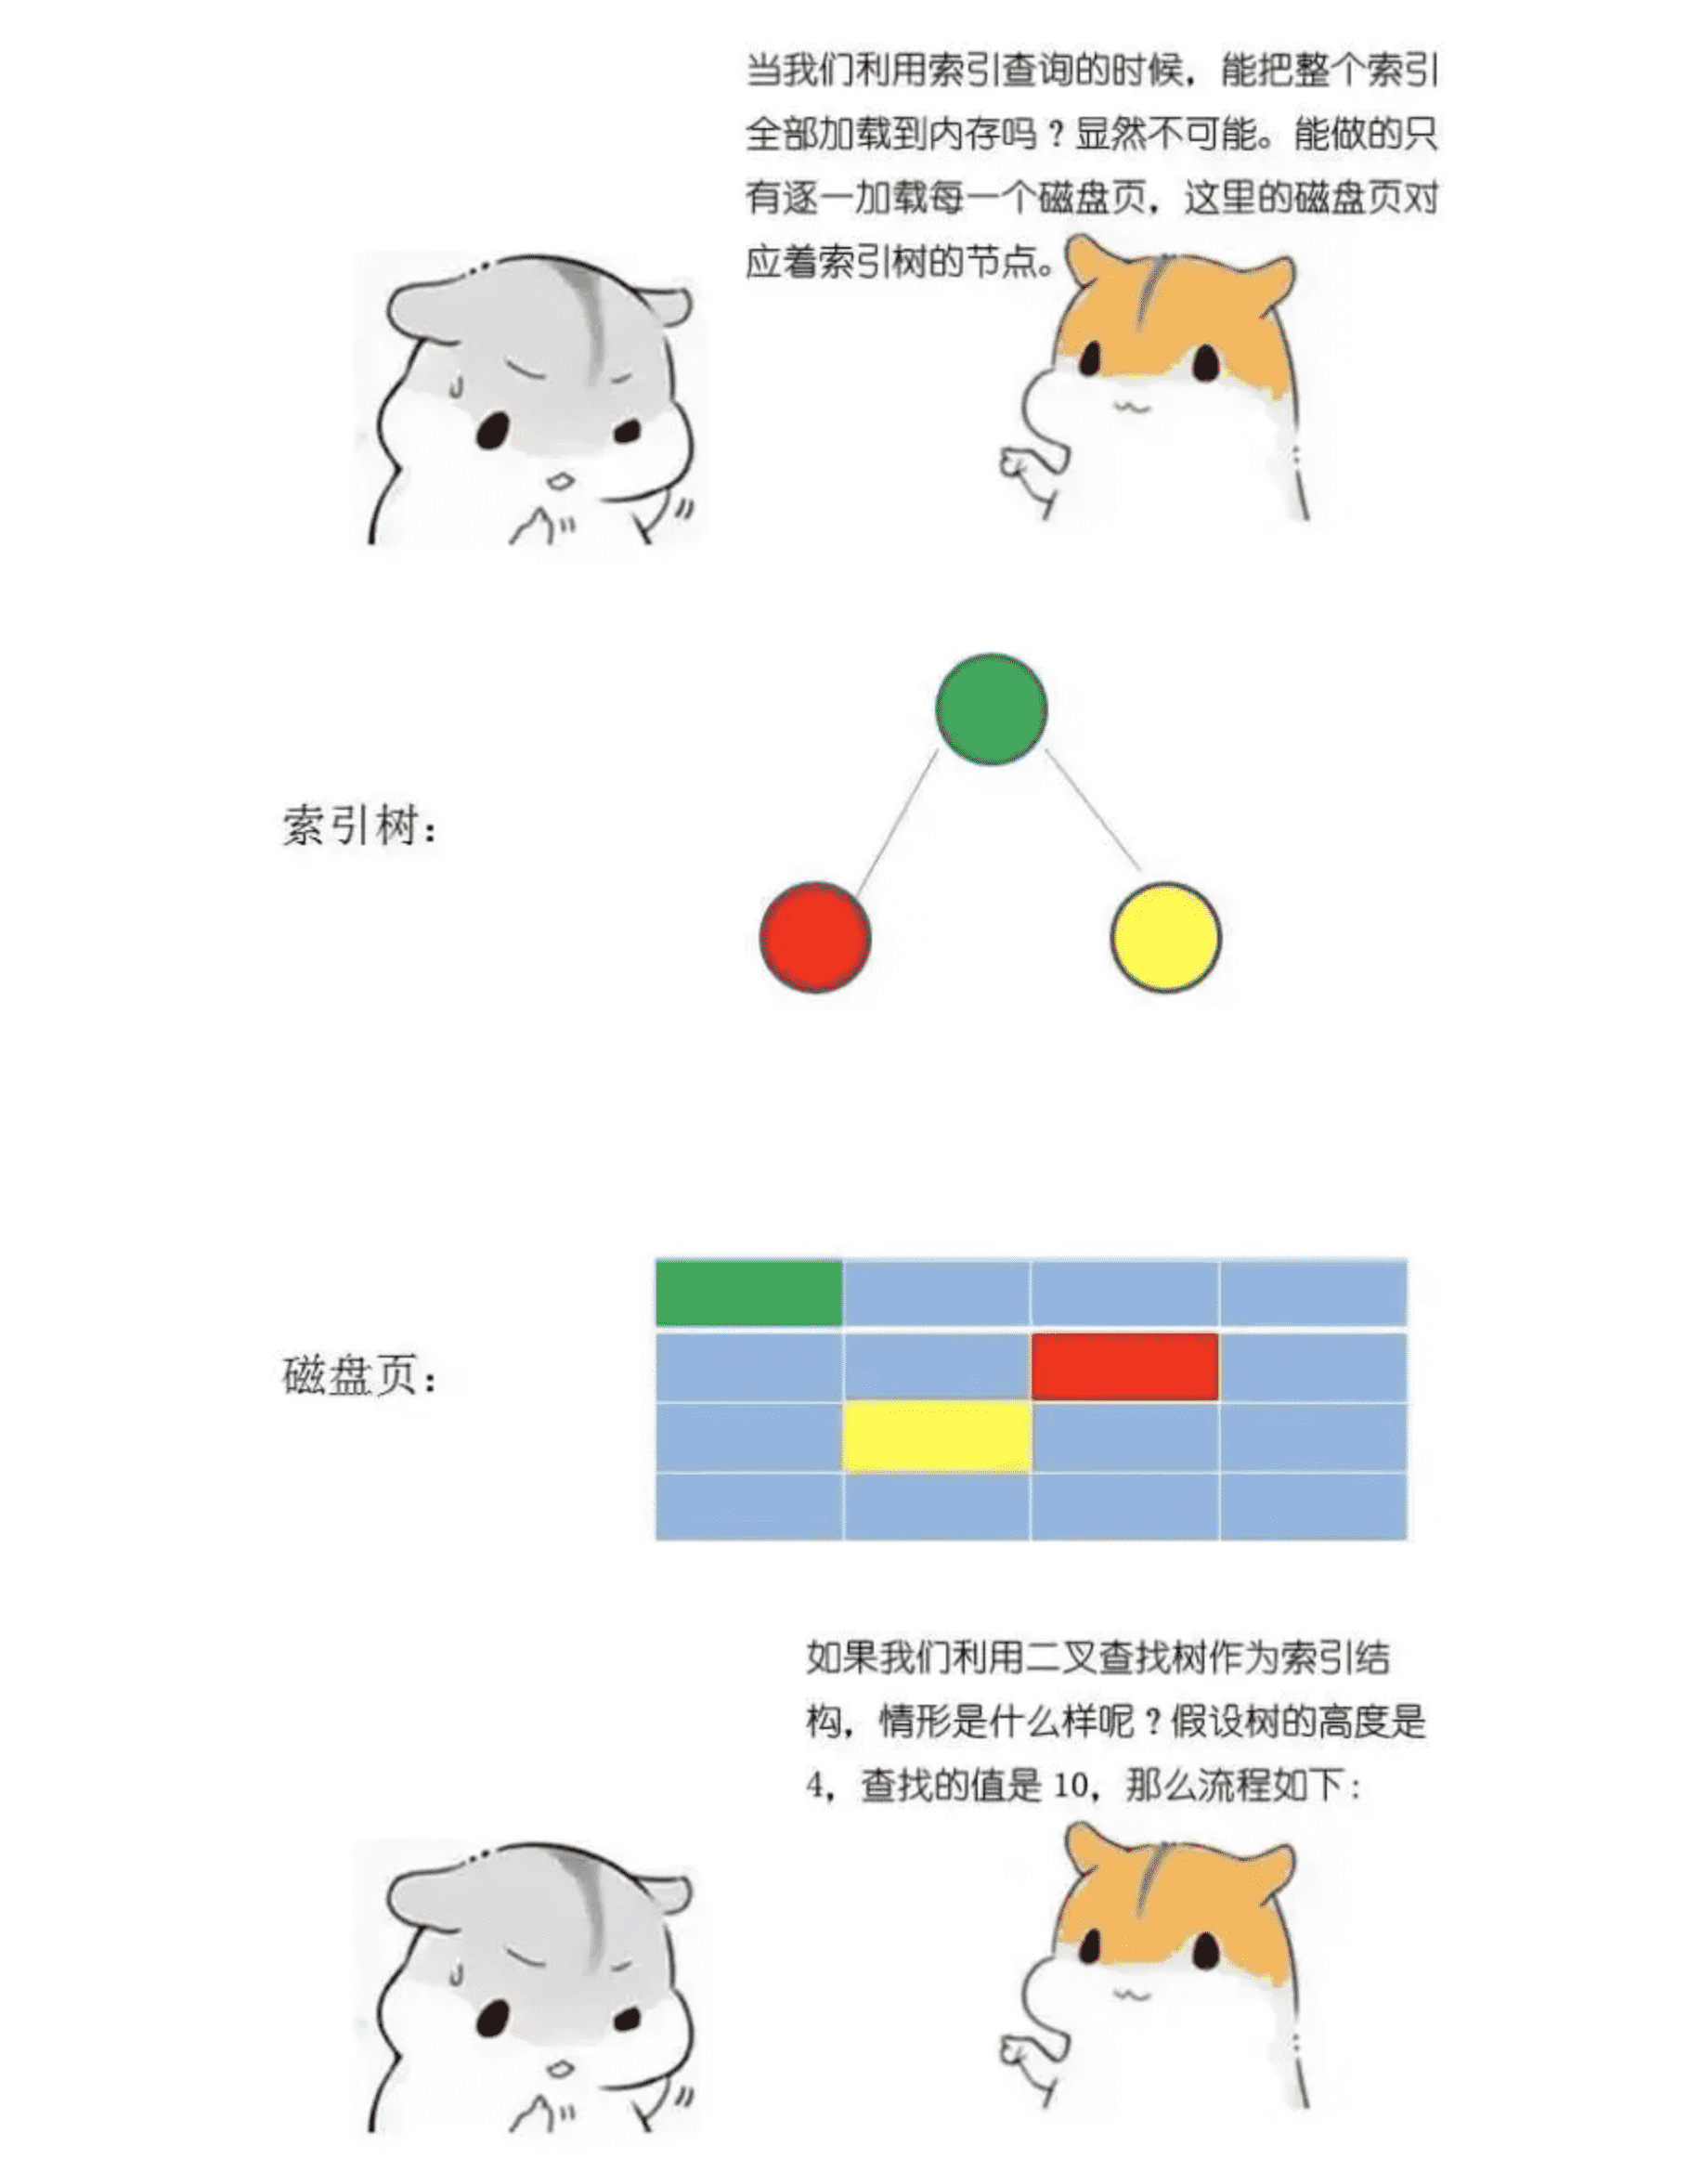 当我们利用索引查询的时候，能把整个索引
全部加载到内存吗？显然不可能。能做的只
有逐一加载每一个磁盘页，这里的磁盘页对
应着索引树的节点。
索引树：
磁盘页：
如果我们利用二叉查找树作为索引结
构，情形是什么样呢？假设树的高度是
4，查找的值是 10，那么流程如下：